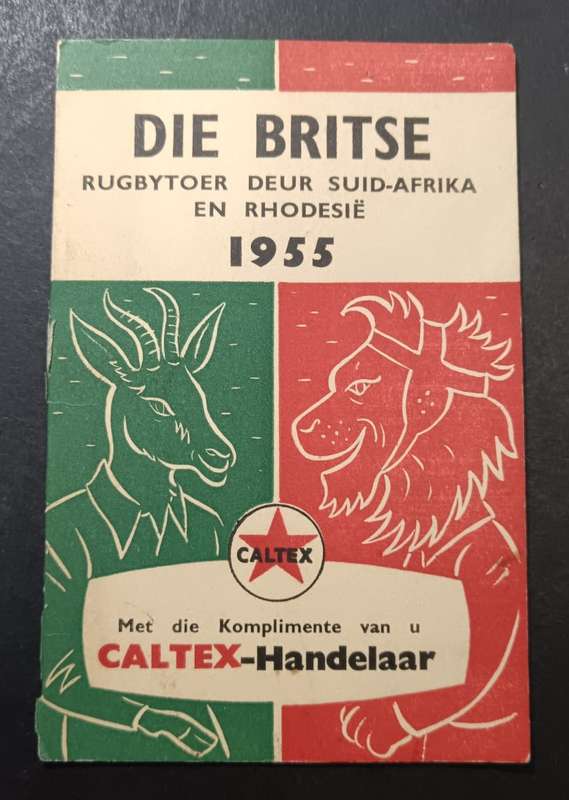 DIE BRITSE
RUGBYTOER DEUR SUID-AFRIKA
EN RHODESIË
1955
CALTEX
Met die Komplimente van u
CALTEX-Handelaar